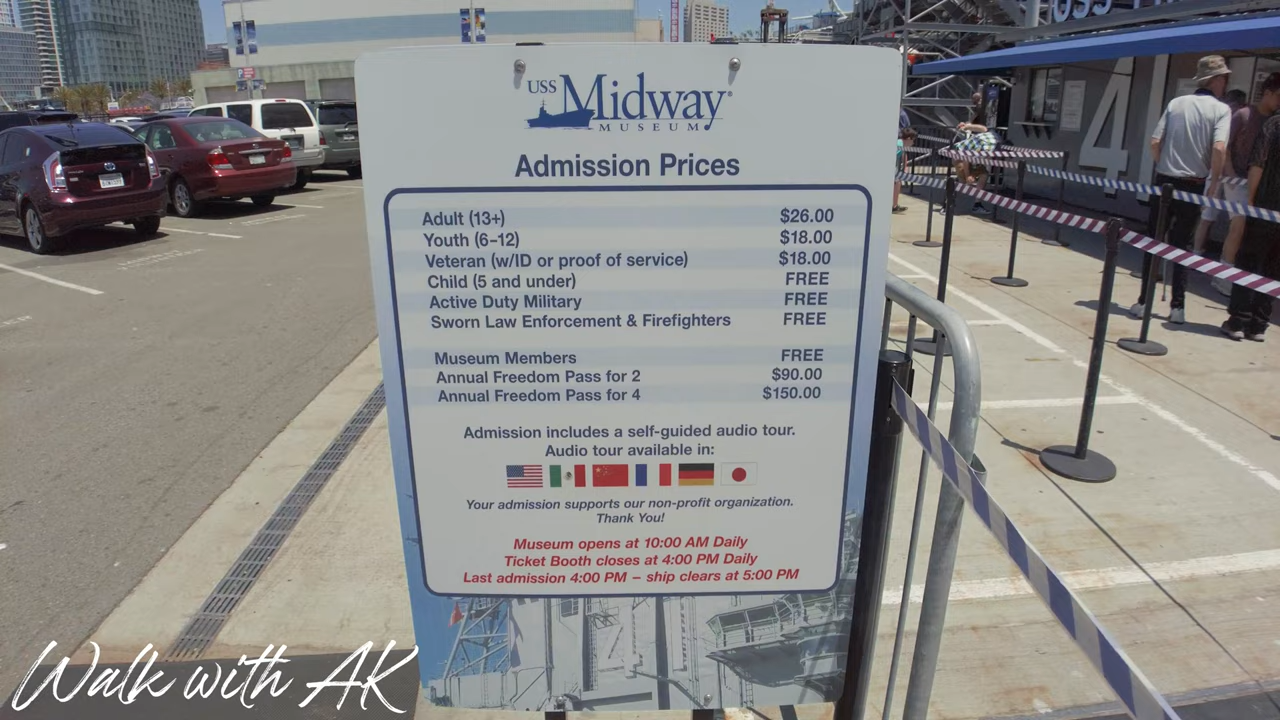 USS Midway
MUSEUM
Admission Prices
Adult (13+) $26.00
Youth (6–12) $18.00
Veteran (w/ID or proof of service) $18.00
Child (5 and under) FREE
Active Duty Military FREE
Sworn Law Enforcement & Firefighters FREE
Museum Members FREE
Annual Freedom Pass for 2 $90.00
Annual Freedom Pass for 4 $150.00
Admission includes a self-guided audio tour.
Audio tour available in:
Your admission supports our non-profit organization.
Thank You!
Museum opens at 10:00 AM Daily
Ticket Booth closes at 4:00 PM Daily
Last admission 4:00 PM – ship clears at 5:00 PM
4
Walk with AK